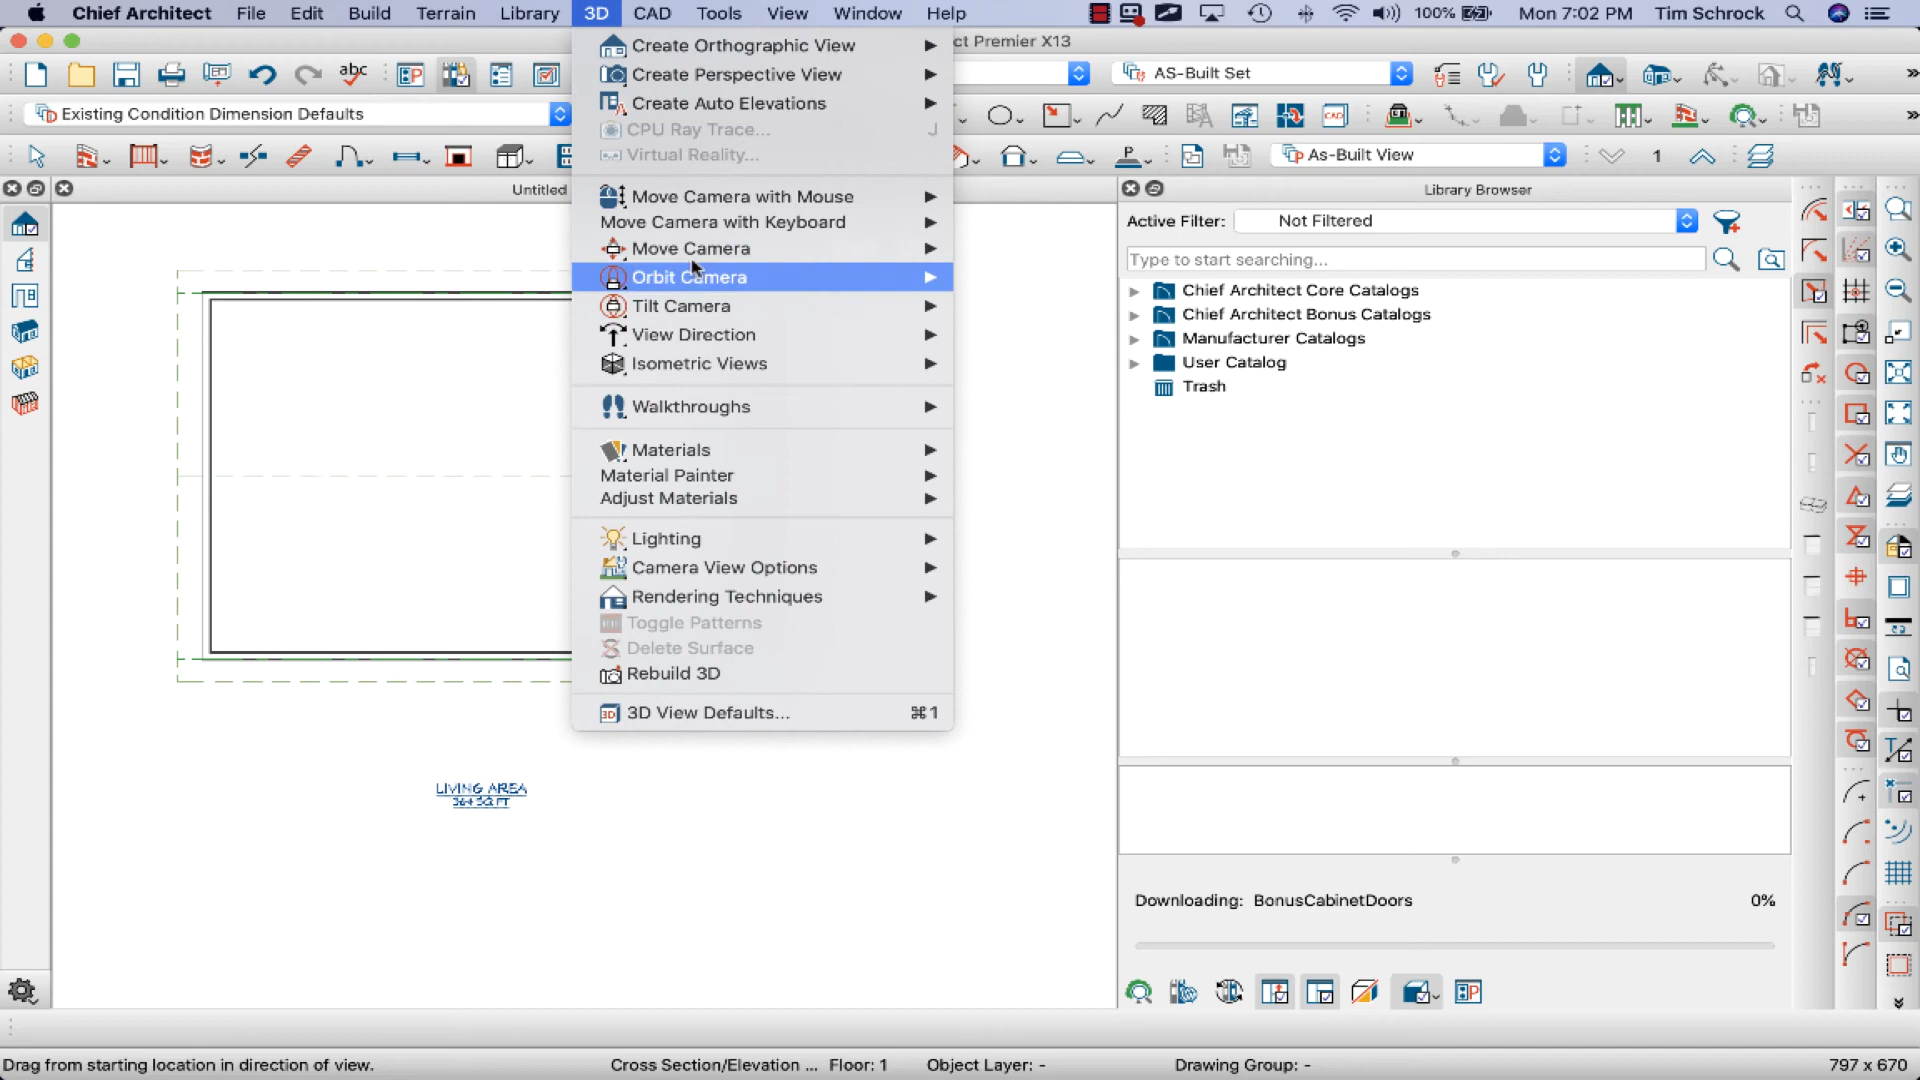 Chief Architect File Edit Build Terrain Library 3D CAD Tools View Window Help 100% Mon 7:02 PM Tim Schrock
ct Premier X13
abc AS-Built Set
Existing Condition Dimension Defaults
CAD
P As-Built View 1
Untitled
Library Browser
Create Orthographic View
Create Perspective View
Create Auto Elevations
CPU Ray Trace... J
Virtual Reality...
Move Camera with Mouse
Move Camera with Keyboard
Move Camera
Orbit Camera
Tilt Camera
View Direction
Isometric Views
Walkthroughs
Materials
Material Painter
Adjust Materials
Lighting
Camera View Options
Rendering Techniques
Toggle Patterns
Delete Surface
Rebuild 3D
3D 3D View Defaults... ⌘1
Active Filter: Not Filtered
Type to start searching...
Chief Architect Core Catalogs
Chief Architect Bonus Catalogs
Manufacturer Catalogs
User Catalog
Trash
LIVING AREA
364 SQ FT
Downloading: BonusCabinetDoors 0%
Drag from starting location in direction of view. Cross Section/Elevation ... Floor: 1 Object Layer: - Drawing Group: - 797 x 670